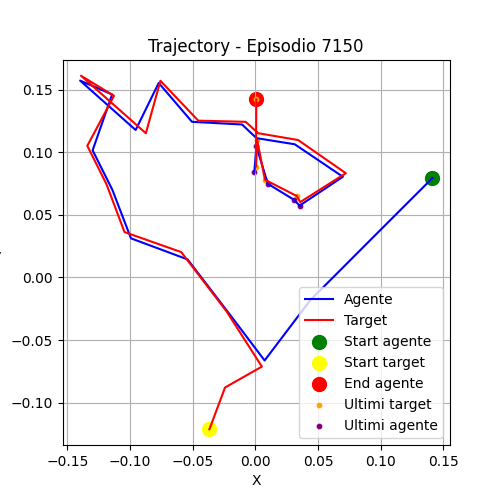 Trajectory - Episodio 7150
0.15
0.10
0.05
0.00
−0.05
−0.10
−0.15
−0.10
−0.05
0.00
0.05
0.10
0.15
X
Agente
Target
Start agente
Start target
End agente
Ultimi target
Ultimi agente